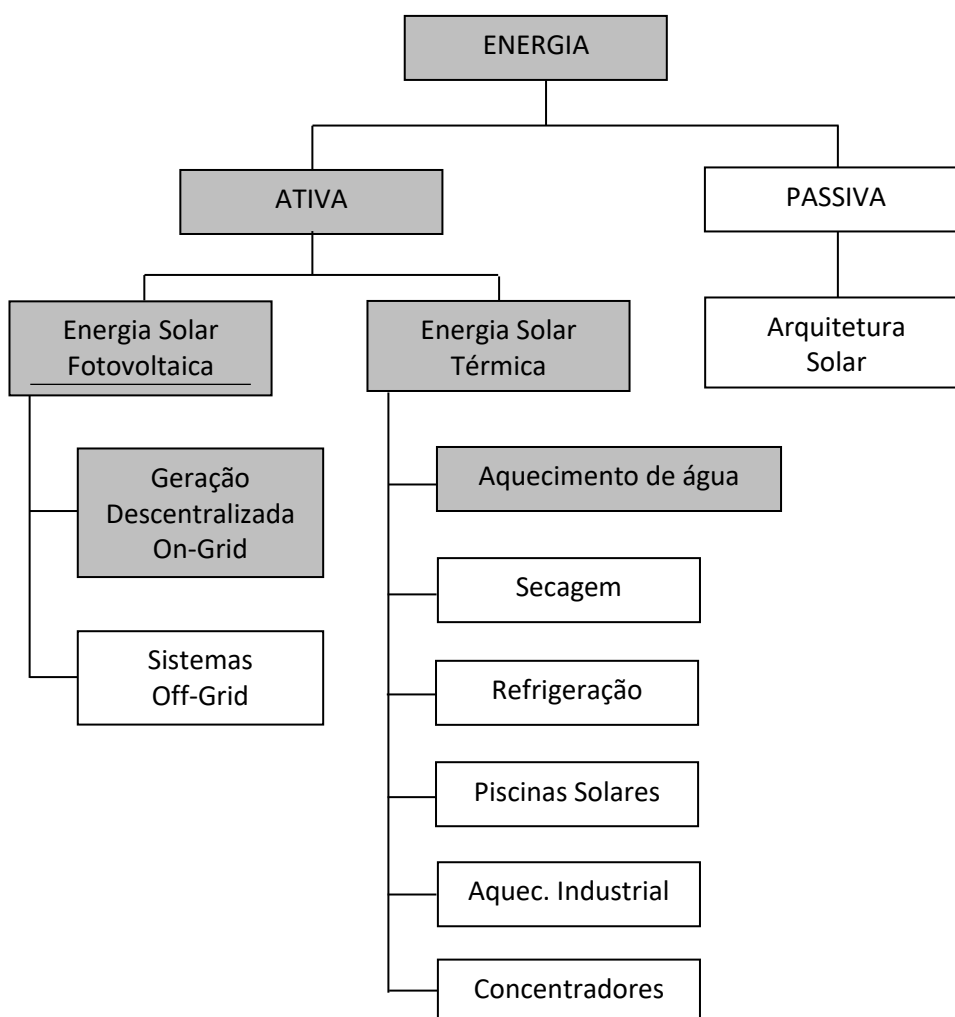 ENERGIA
ATIVA
PASSIVA
Energia Solar
Fotovoltaica
Energia Solar
Térmica
Arquitetura
Solar
Geração
Descentralizada
On-Grid
Sistemas
Off-Grid
Aquecimento de água
Secagem
Refrigeração
Piscinas Solares
Aquec. Industrial
Concentradores